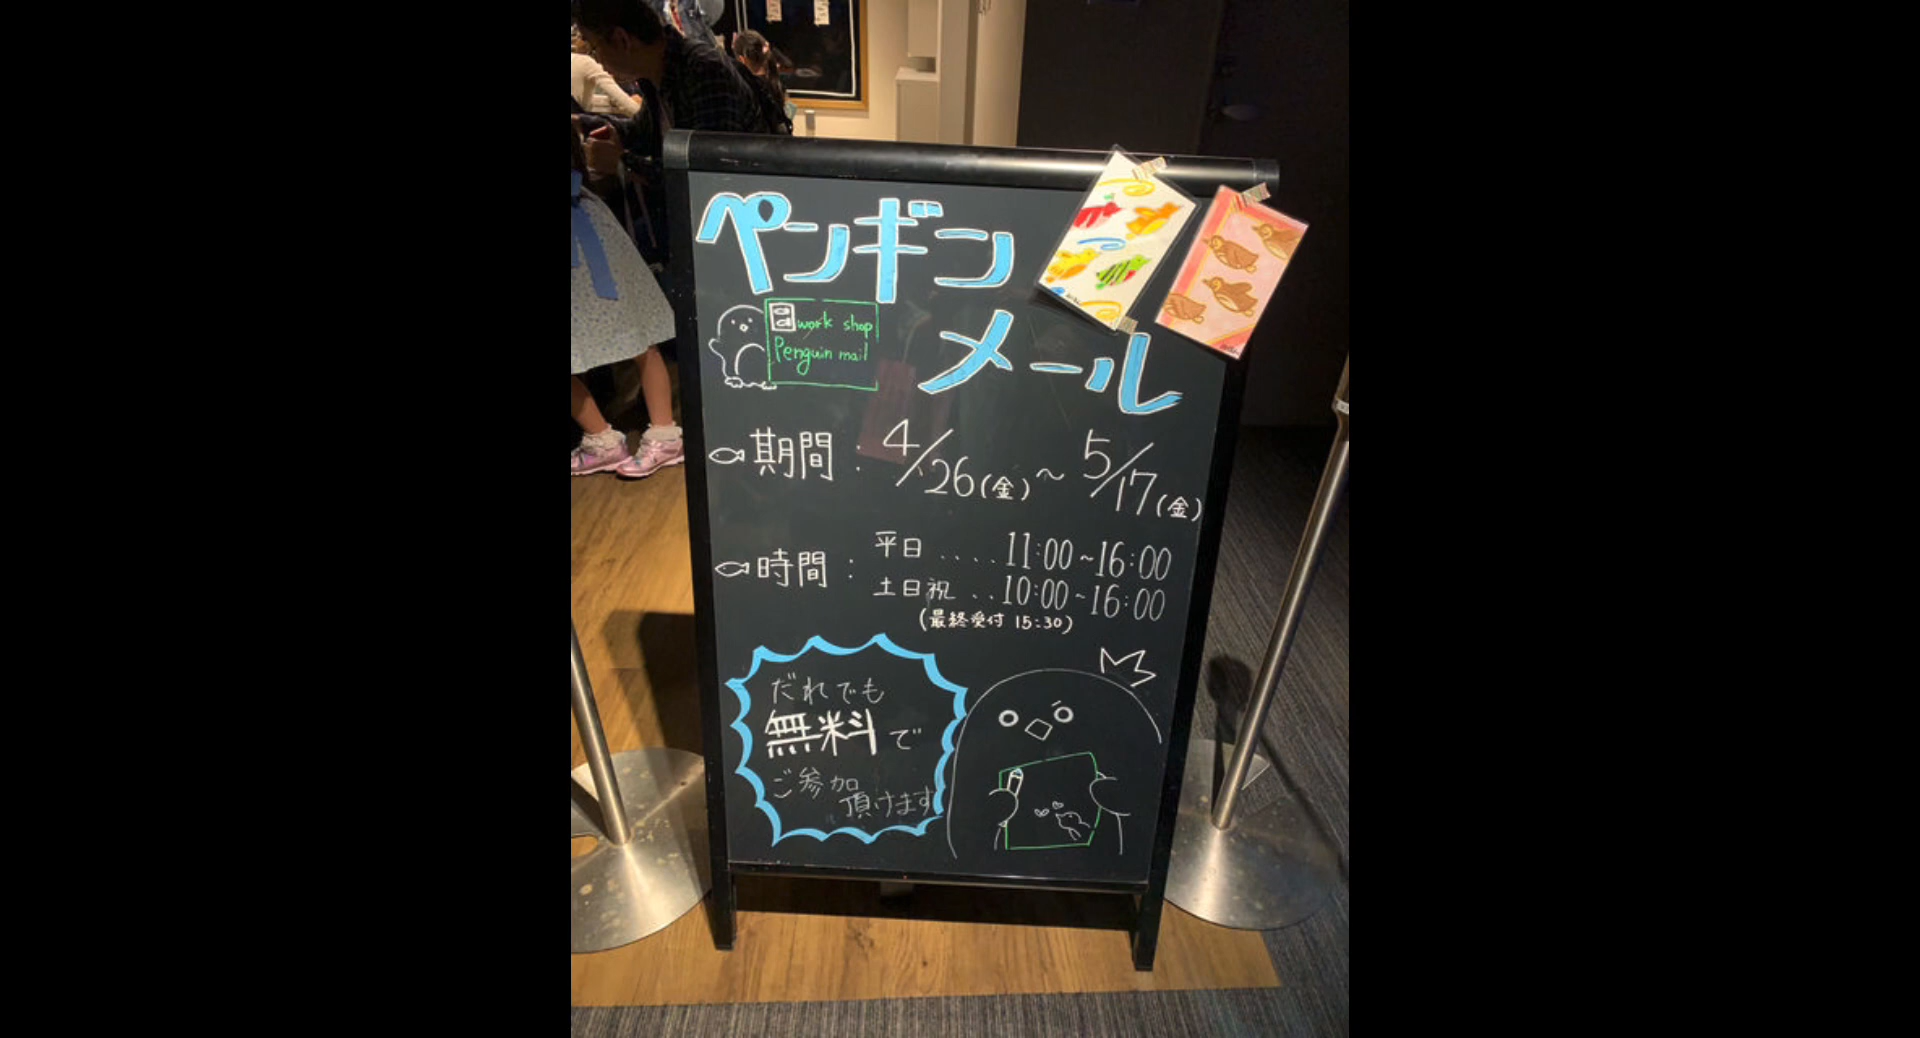 ペンギン
メール
work shop
Penguin mail
期間：4/26(金)～5/17(金)
時間：平日....11:00~16:00
土日祝..10:00~16:00
(最終受付 15:30)
だれでも
無料で
ご参加
頂けます